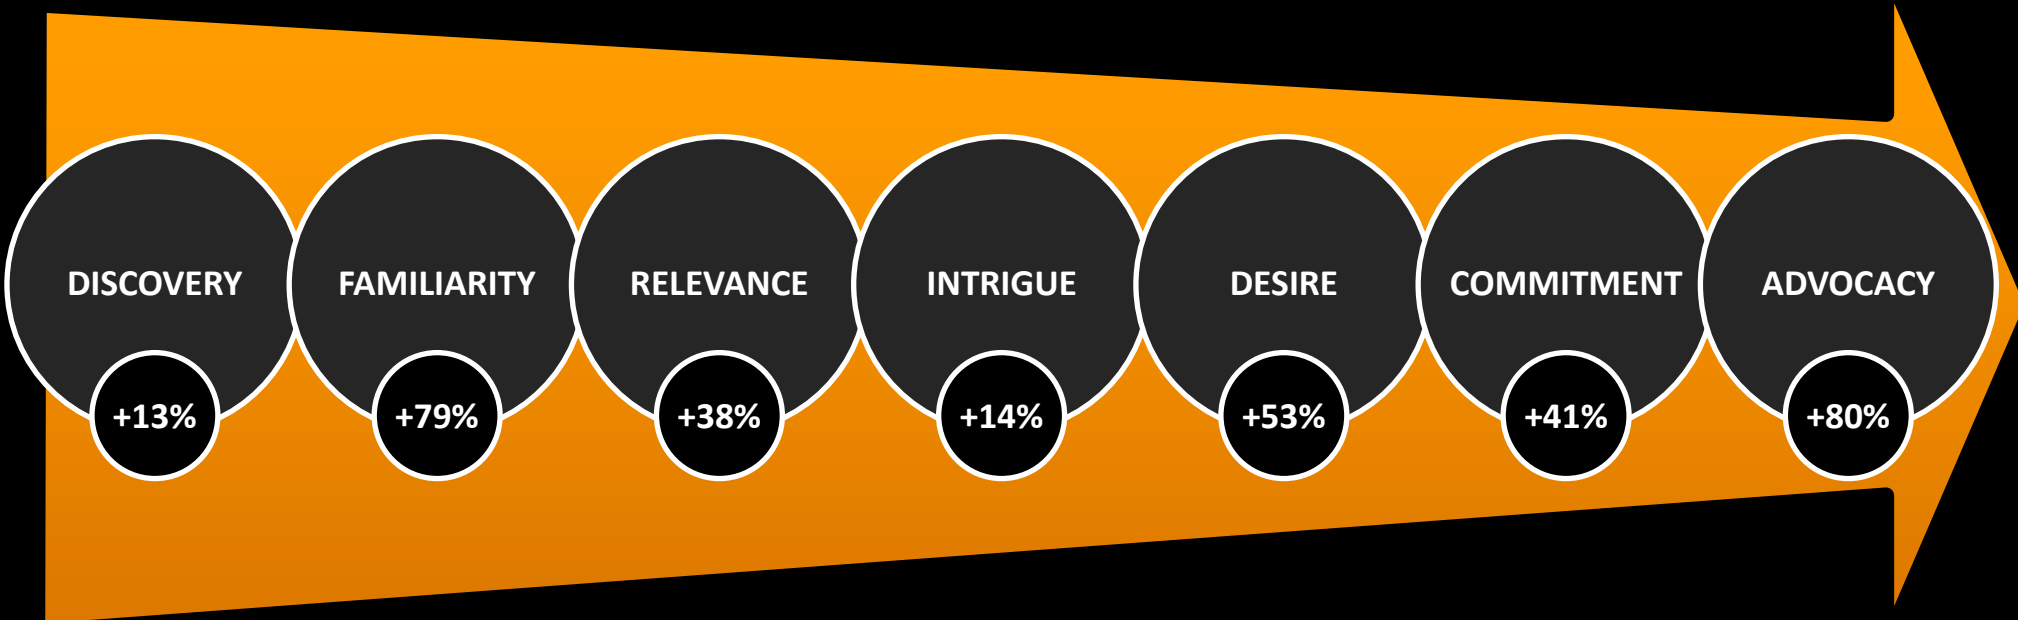 DISCOVERY
FAMILIARITY
RELEVANCE
INTRIGUE
DESIRE
COMMITMENT
ADVOCACY
+13%
+79%
+38%
+14%
+53%
+41%
+80%